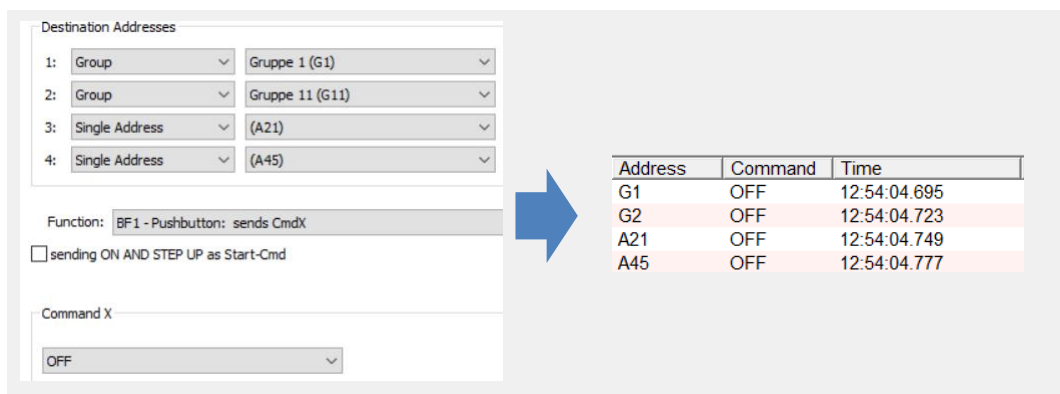 Destination Addresses
1: Group Gruppe 1 (G1)
2: Group Gruppe 11 (G11)
3: Single Address (A21)
4: Single Address (A45)
Function: BF1 - Pushbutton: sends CmdX
sending ON AND STEP UP as Start-Cmd
Command X
OFF
Address Command Time
G1 OFF 12:54:04.695
G2 OFF 12:54:04.723
A21 OFF 12:54:04.749
A45 OFF 12:54:04.777